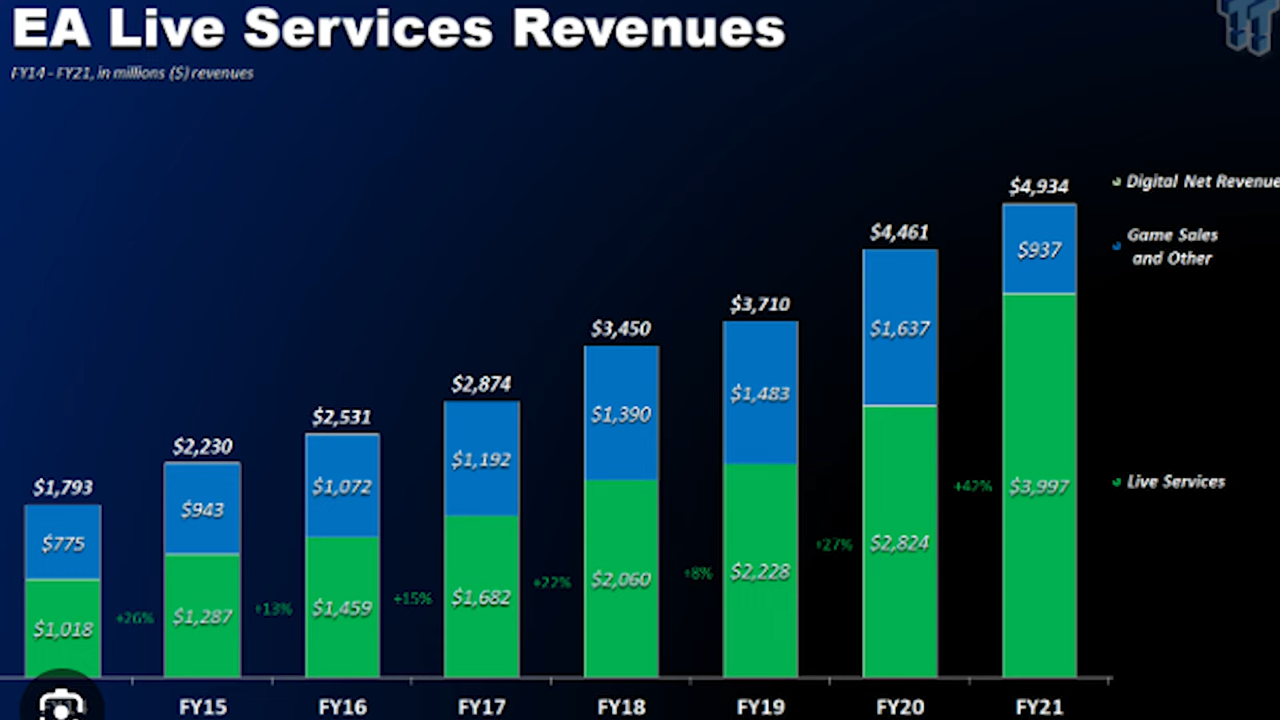 EA Live Services Revenues
FY14 - FY21, in millions ($) revenues
$4,934
Digital Net Revenue
Game Sales
and Other
$937
$4,461
$1,637
$3,710
$1,483
$3,450
$1,390
$2,874
$1,192
$2,531
$1,072
$2,230
$943
$1,793
$775
Live Services
$1,018
+26%
$1,287
+13%
$1,459
+15%
$1,682
+22%
$2,060
+8%
$2,228
+27%
$2,824
+42%
$3,997
FY15
FY16
FY17
FY18
FY19
FY20
FY21